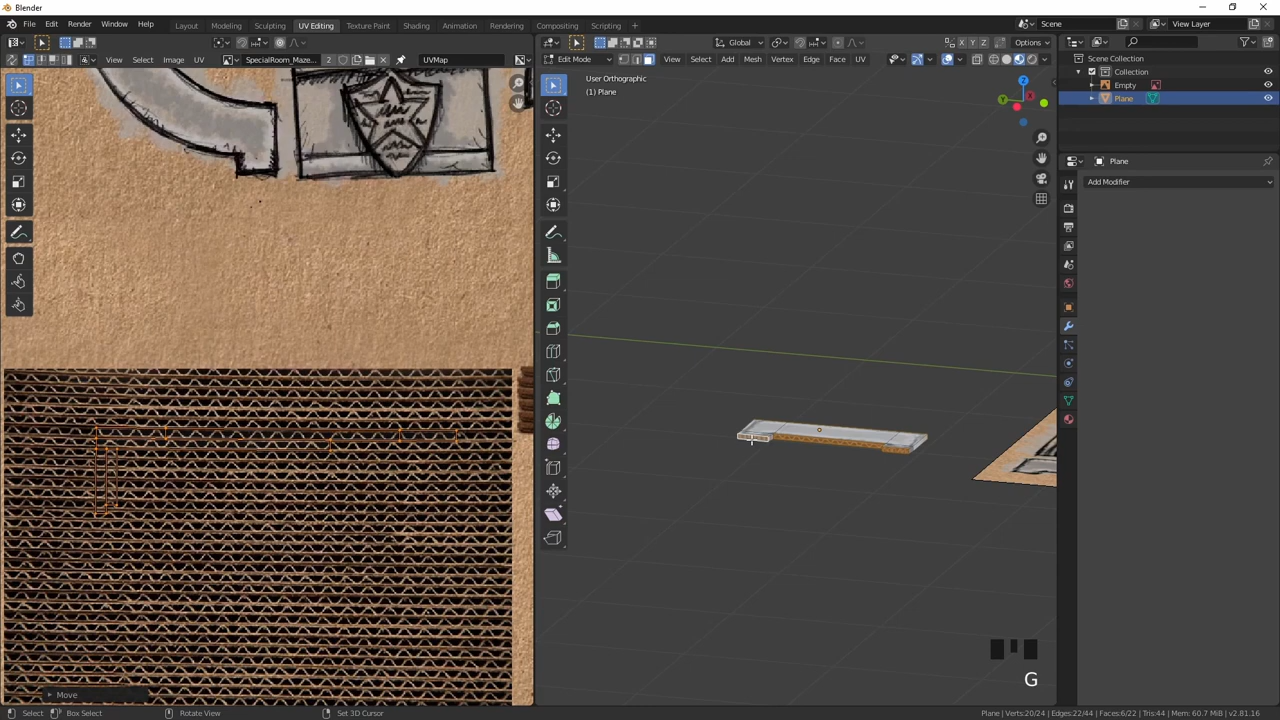 Blender
File Edit Render Window Help Layout Modeling Sculpting UV Editing Texture Paint Shading Animation Rendering Compositing Scripting + Scene View Layer
Global Options
View Select Image UV SpecialRoom_Maze... 2 UVMap
Edit Mode View Select Add Mesh Vertex Edge Face UV X Y Z
Scene Collection
Collection
Empty
Plane
User Orthographic
(1) Plane
Z
Y
X
Plane
Add Modifier
G
Move
Select Box Select Rotate View Set 3D Cursor Plane | Verts:20/24 | Edges:22/44 | Faces:6/22 | Tris:44 | Mem: 60.7 MiB | v2.81.16